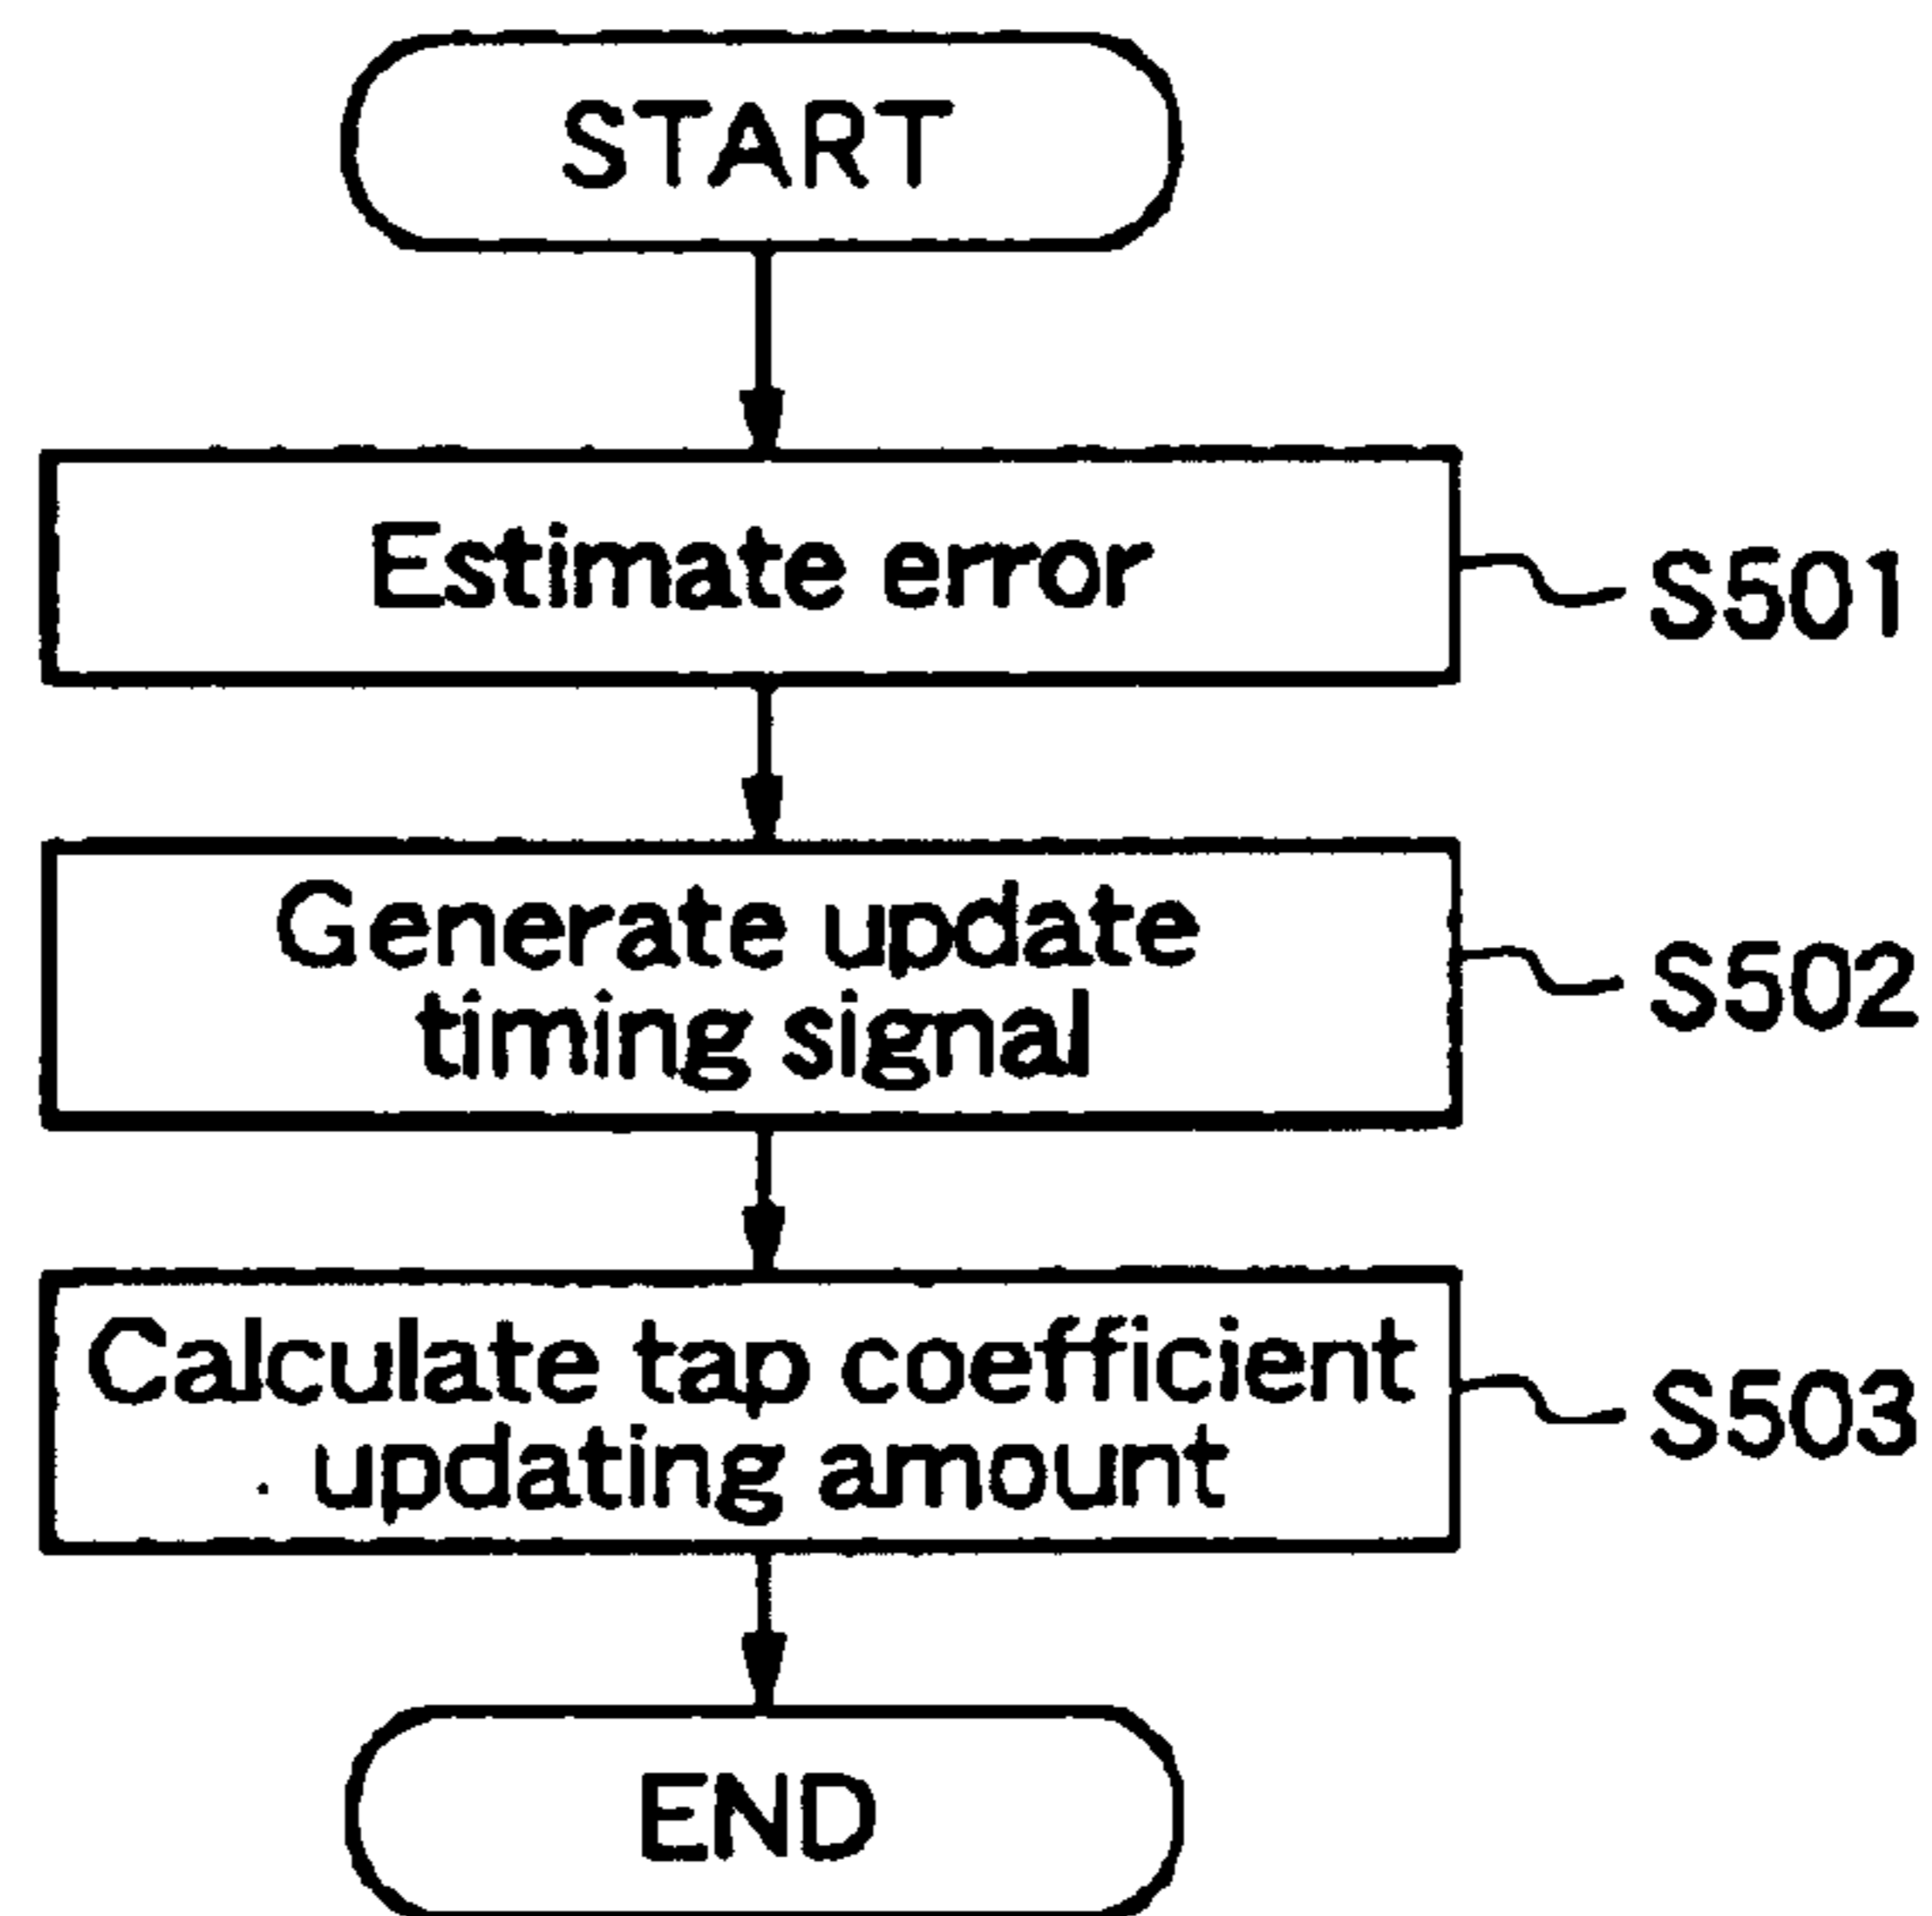 START
Estimate error
S501
Generate update
timing signal
S502
Calculate tap coefficient
updating amount
S503
END